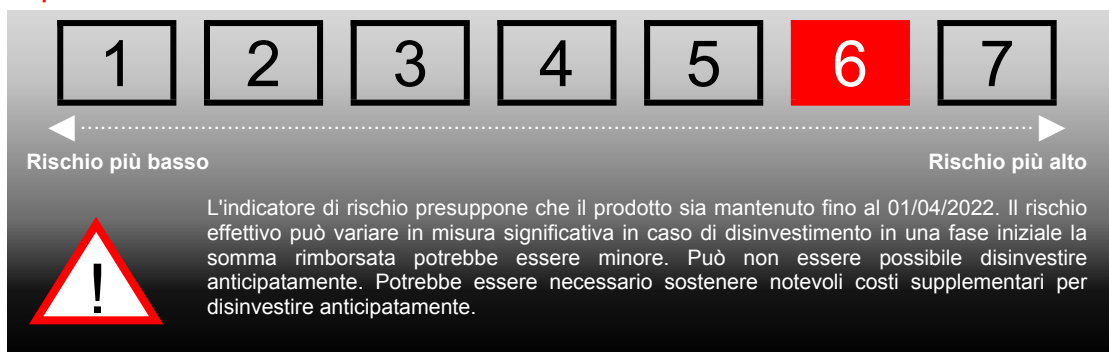 1 2 3 4 5 6 7
Rischio più basso Rischio più alto
L'indicatore di rischio presuppone che il prodotto sia mantenuto fino al 01/04/2022. Il rischio
effettivo può variare in misura significativa in caso di disinvestimento in una fase iniziale la
somma rimborsata potrebbe essere minore. Può non essere possibile disinvestire
anticipatamente. Potrebbe essere necessario sostenere notevoli costi supplementari per
disinvestire anticipatamente.
!